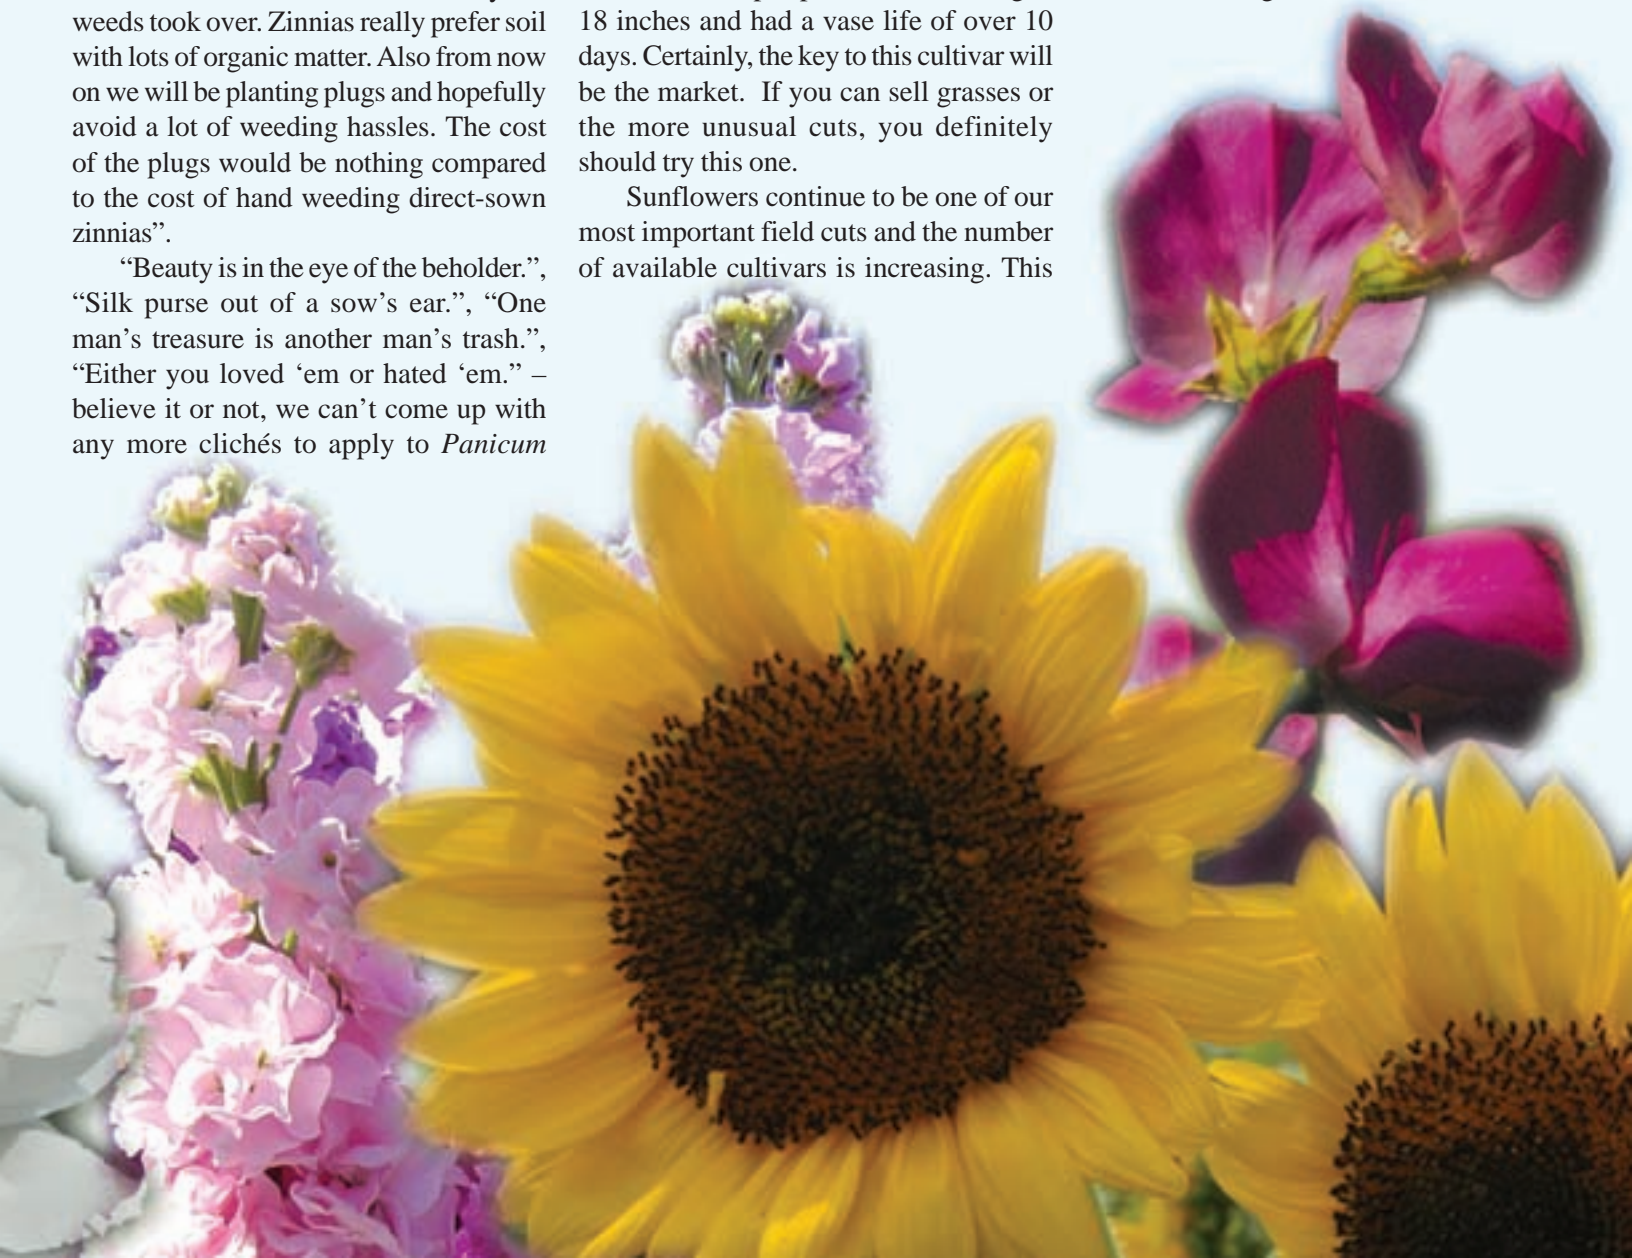 weeds took over. Zinnias really prefer soil
with lots of organic matter. Also from now
on we will be planting plugs and hopefully
avoid a lot of weeding hassles. The cost
of the plugs would be nothing compared
to the cost of hand weeding direct-sown
zinnias”.
“Beauty is in the eye of the beholder.”,
“Silk purse out of a sow’s ear.”, “One
man’s treasure is another man’s trash.”,
“Either you loved ‘em or hated ‘em.” –
believe it or not, we can’t come up with
any more clichés to apply to Panicum
18 inches and had a vase life of over 10
days. Certainly, the key to this cultivar will
be the market. If you can sell grasses or
the more unusual cuts, you definitely
should try this one.
Sunflowers continue to be one of our
most important field cuts and the number
of available cultivars is increasing. This